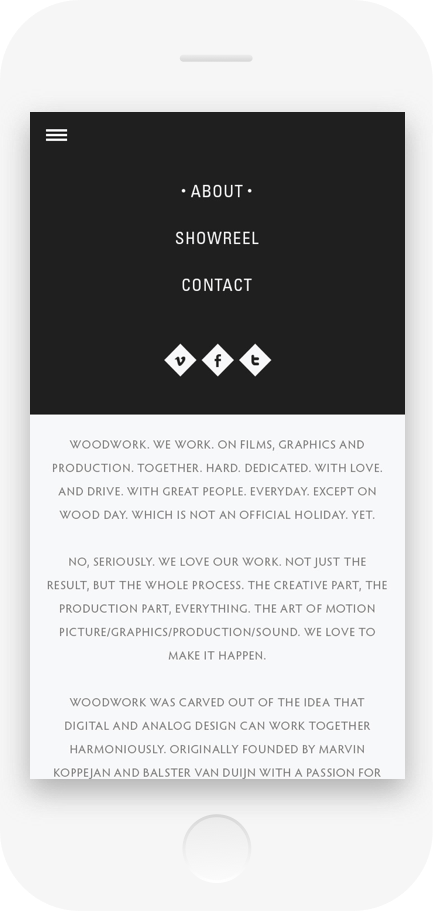 • ABOUT •
SHOWREEL
CONTACT
WOODWORK. WE WORK. ON FILMS, GRAPHICS AND
PRODUCTION. TOGETHER. HARD. DEDICATED. WITH LOVE.
AND DRIVE. WITH GREAT PEOPLE. EVERYDAY. EXCEPT ON
WOOD DAY. WHICH IS NOT AN OFFICIAL HOLIDAY. YET.
NO, SERIOUSLY. WE LOVE OUR WORK. NOT JUST THE
RESULT, BUT THE WHOLE PROCESS. THE CREATIVE PART, THE
PRODUCTION PART, EVERYTHING. THE ART OF MOTION
PICTURE/GRAPHICS/PRODUCTION/SOUND. WE LOVE TO
MAKE IT HAPPEN.
WOODWORK WAS CARVED OUT OF THE IDEA THAT
DIGITAL AND ANALOG DESIGN CAN WORK TOGETHER
HARMONIOUSLY. ORIGINALLY FOUNDED BY MARVIN
KOPPEJAN AND BALSTER VAN DUIJN WITH A PASSION FOR